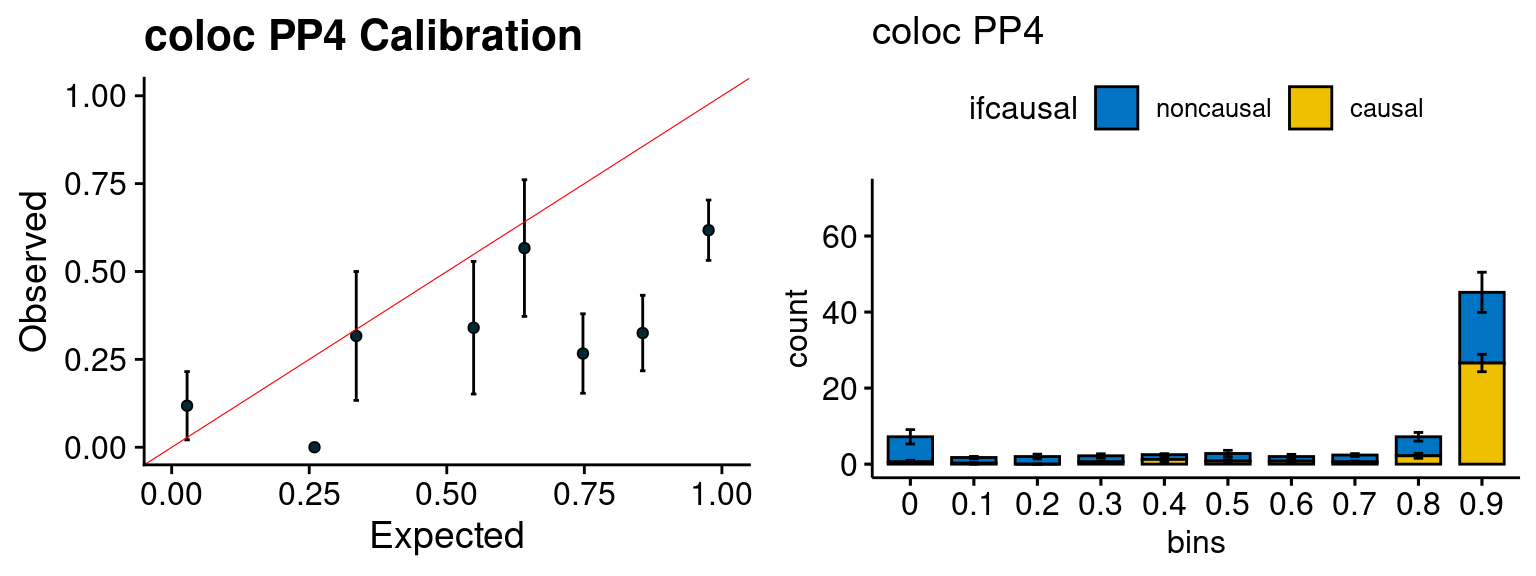 coloc PP4 Calibration
Observed
1.00
0.75
0.50
0.25
0.00
0.00 0.25 0.50 0.75 1.00
Expected
coloc PP4
ifcausal noncausal causal
count
60
40
20
0
0 0.1 0.2 0.3 0.4 0.5 0.6 0.7 0.8 0.9
bins